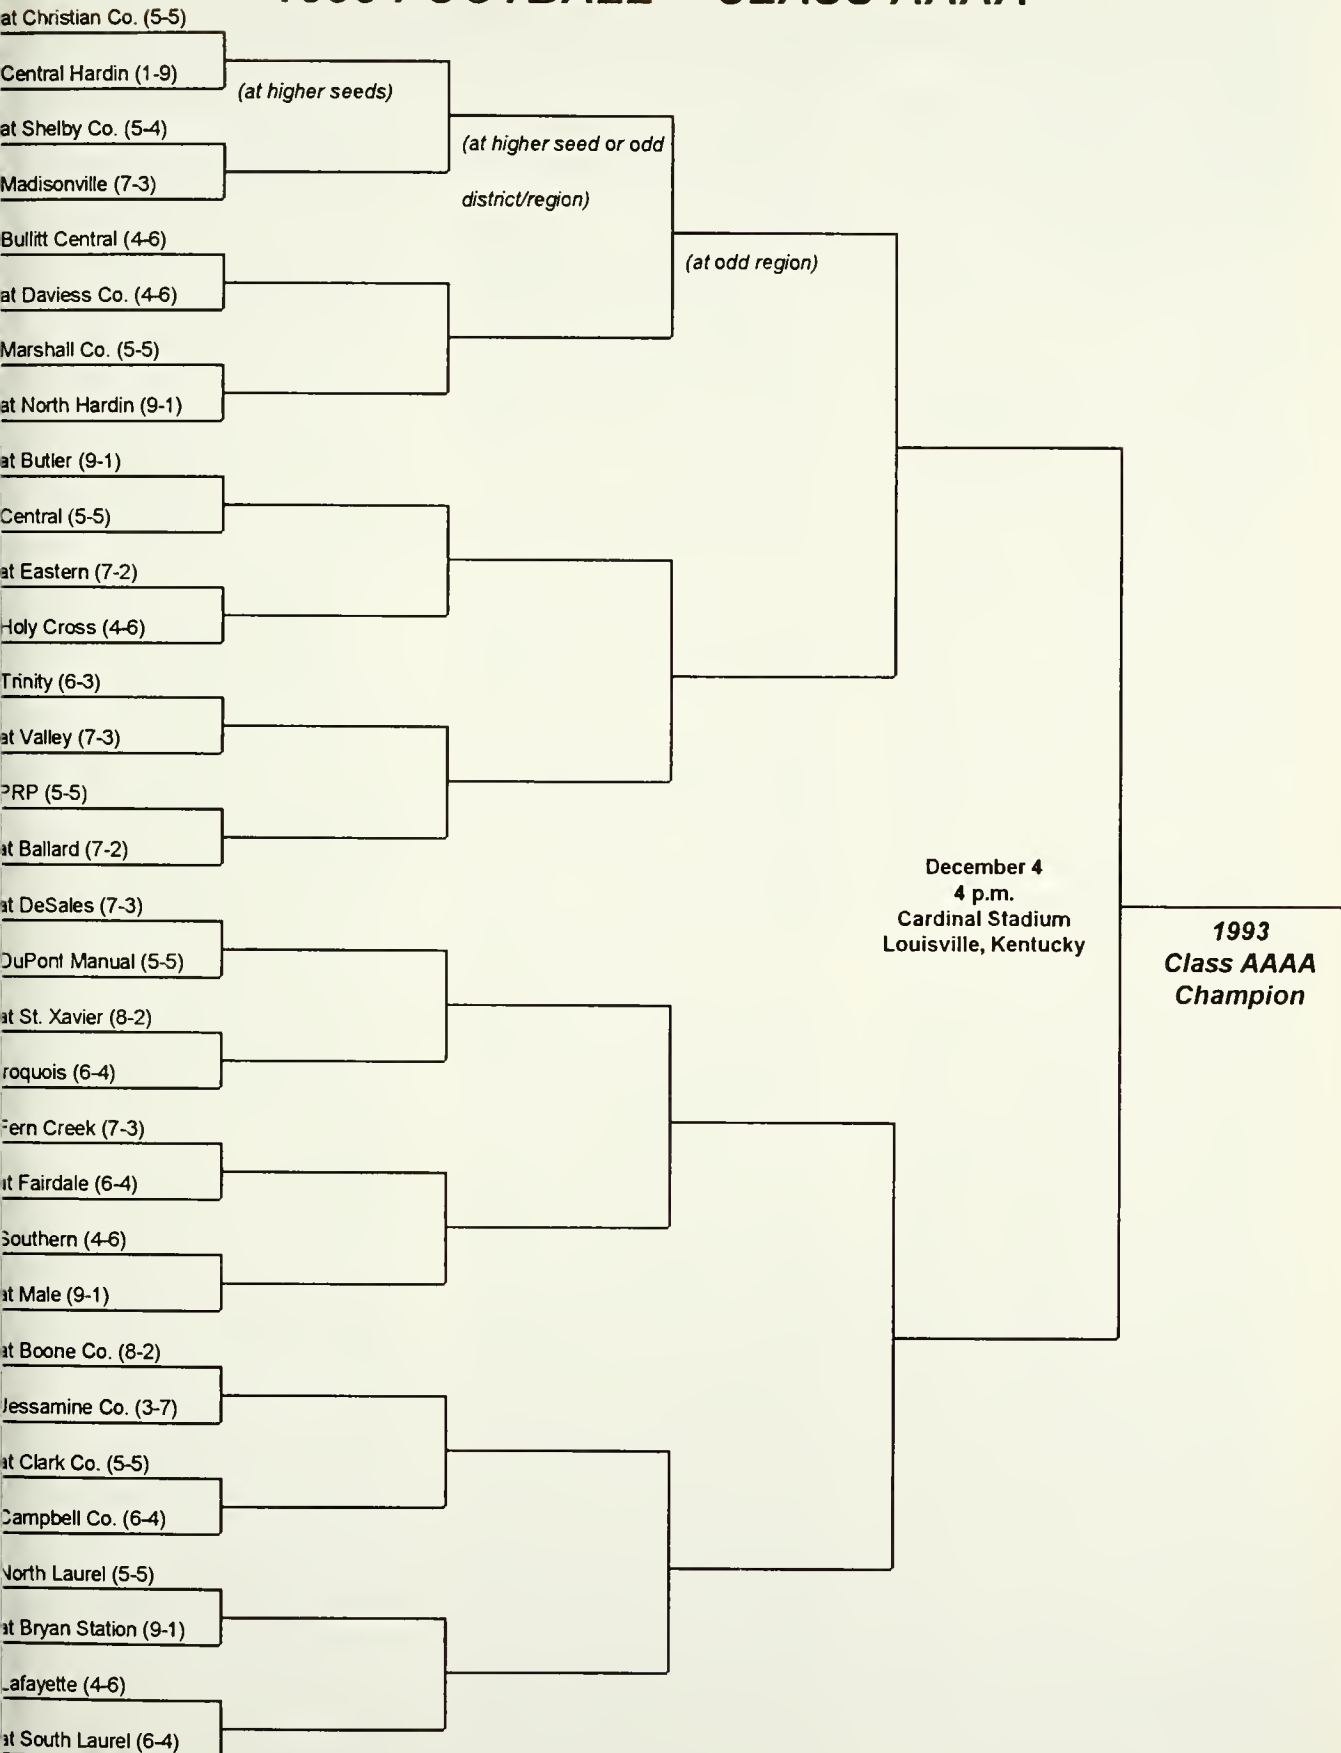 at Christian Co. (5-5)
Central Hardin (1-9)
(at higher seeds)
at Shelby Co. (5-4)
(at higher seed or odd
Madisonville (7-3)
district/region)
Bullitt Central (4-6)
(at odd region)
at Daviess Co. (4-6)
Marshall Co. (5-5)
at North Hardin (9-1)
at Butler (9-1)
Central (5-5)
at Eastern (7-2)
Holy Cross (4-6)
Trinity (6-3)
at Valley (7-3)
PRP (5-5)
at Ballard (7-2)
December 4
4 p.m.
Cardinal Stadium
Louisville, Kentucky
1993
Class AAAA
Champion
at DeSales (7-3)
DuPont Manual (5-5)
at St. Xavier (8-2)
roquois (6-4)
Fern Creek (7-3)
at Fairdale (6-4)
Southern (4-6)
at Male (9-1)
at Boone Co. (8-2)
Jessamine Co. (3-7)
at Clark Co. (5-5)
Campbell Co. (6-4)
North Laurel (5-5)
at Bryan Station (9-1)
Lafayette (4-6)
at South Laurel (6-4)